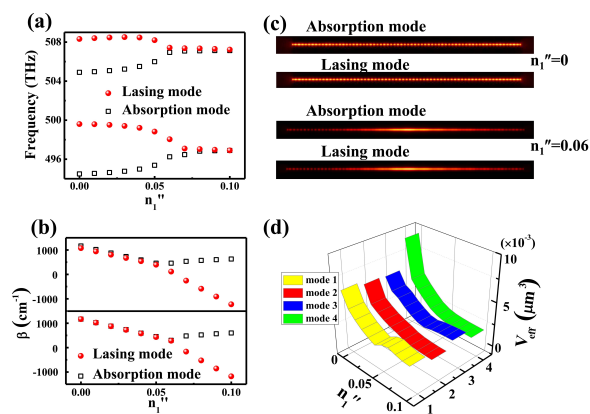 (a)
Frequency (THz)
508
504
500
496
Lasing mode
Absorption mode
0.00
0.05
0.10
n₁''
(b)
β (cm⁻¹)
1000
0
-1000
1000
0
-1000
Lasing mode
Absorption mode
0.00
0.05
0.10
n₁''
(c)
Absorption mode
Lasing mode
n₁''=0
Absorption mode
Lasing mode
n₁''=0.06
(d)
mode 1
mode 2
mode 3
mode 4
(×10⁻³)
10
5
0
V_eff (μm³)
0
0.05
0.1
n₁''
1
2
3
4